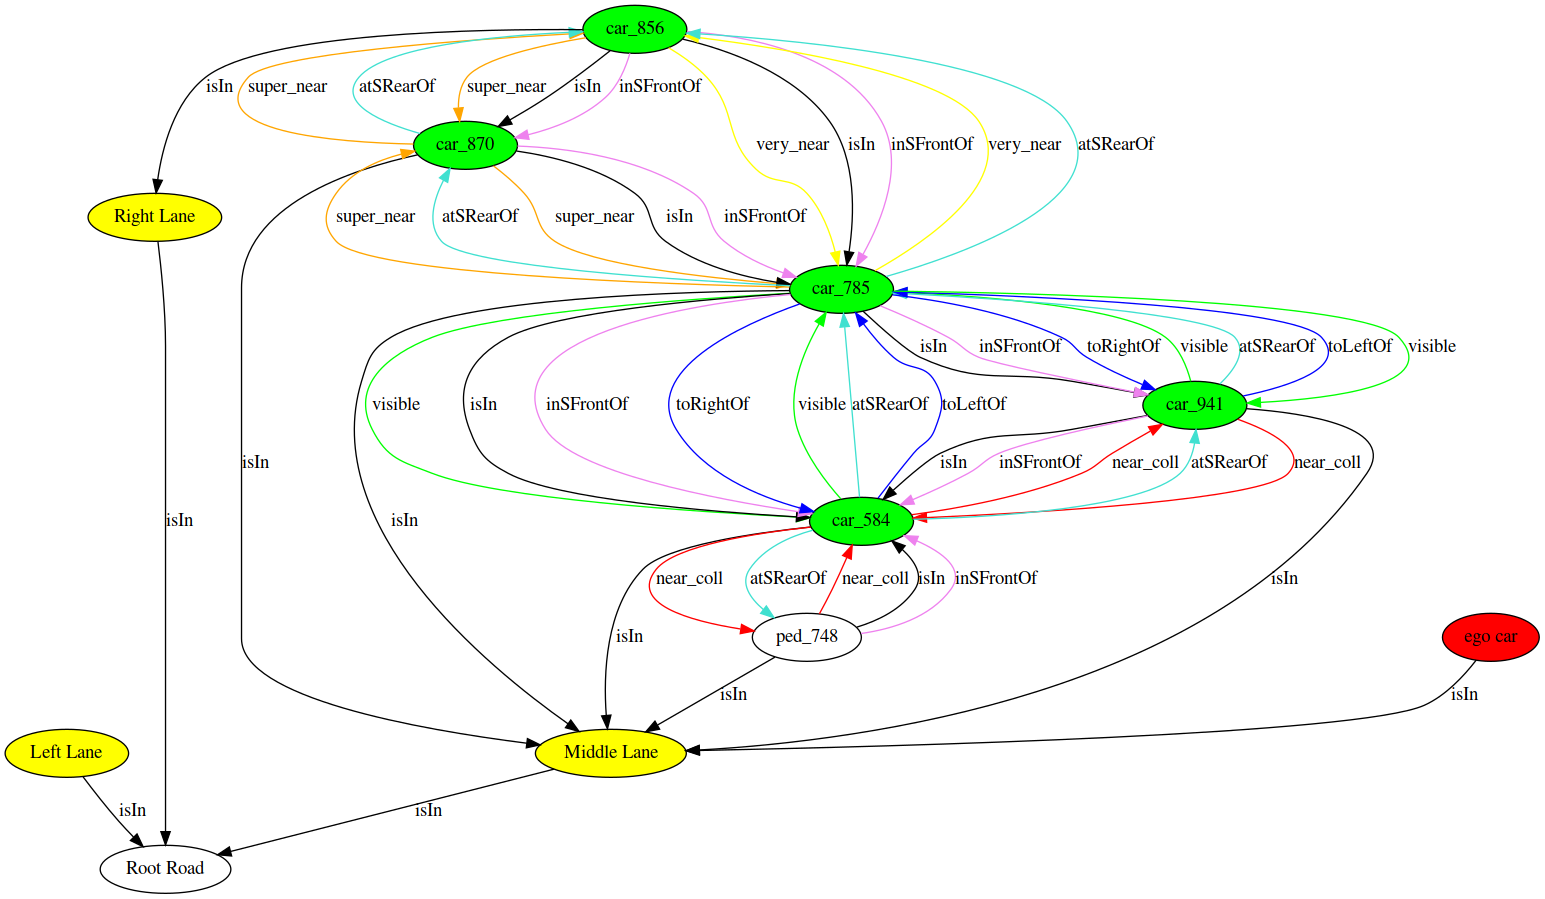 car_856
isIn super_near atSRearOf super_near isIn inSFrontOf
car_870 very_near isIn inSFrontOf very_near atSRearOf
Right Lane super_near atSRearOf super_near isIn inSFrontOf
car_785
isIn inSFrontOf toRightOf visible atSRearOf toLeftOf visible
visible isIn inSFrontOf toRightOf visible atSRearOf toLeftOf car_941
isIn isIn inSFrontOf near_coll atSRearOf near_coll
isIn isIn car_584
near_coll atSRearOf near_coll isIn inSFrontOf isIn
isIn ped_748 ego car
isIn isIn
Left Lane Middle Lane
isIn isIn
Root Road